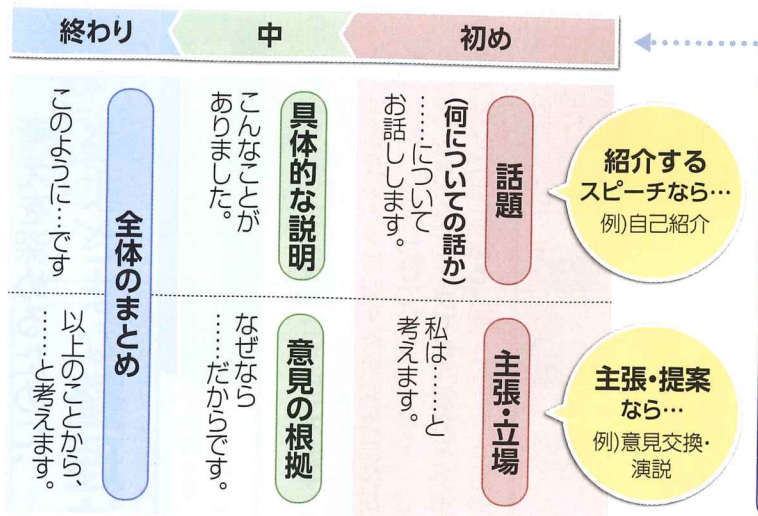 初め
中
終わり
紹介する
スピーチなら…
例)自己紹介
話題
(何についての話か)
……について
お話しします。
具体的な説明
こんなことが
ありました。
全体のまとめ
このように…です
主張・提案
なら…
例)意見交換・
演説
主張・立場
私は……と
考えます。
意見の根拠
なぜなら
……だからです。
以上のことから、
……と考えます。